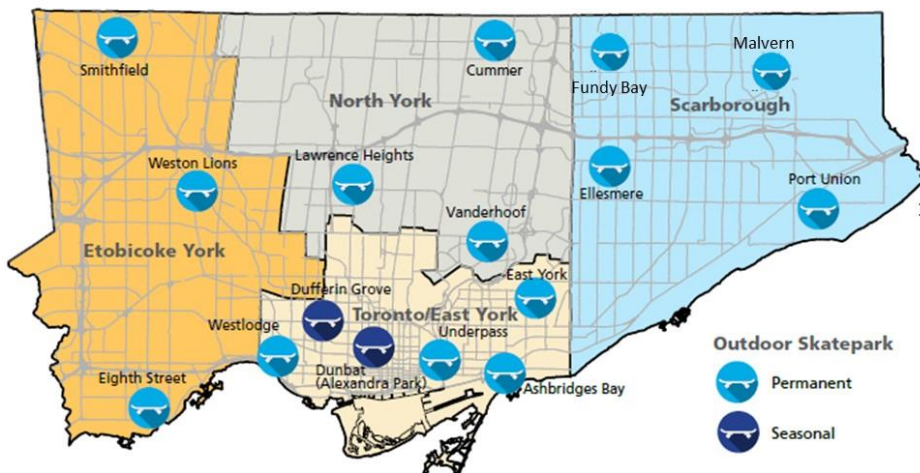 Smithfield
Cummer
Fundy Bay
Malvern
North York
Scarborough
Weston Lions
Lawrence Heights
Ellesmere
Port Union
Vanderhoof
Etobicoke York
East York
Dufferin Grove
Toronto/East York
Westlodge
Underpass
Dunbat
(Alexandra Park)
Eighth Street
Ashbridges Bay
Outdoor Skatepark
Permanent
Seasonal